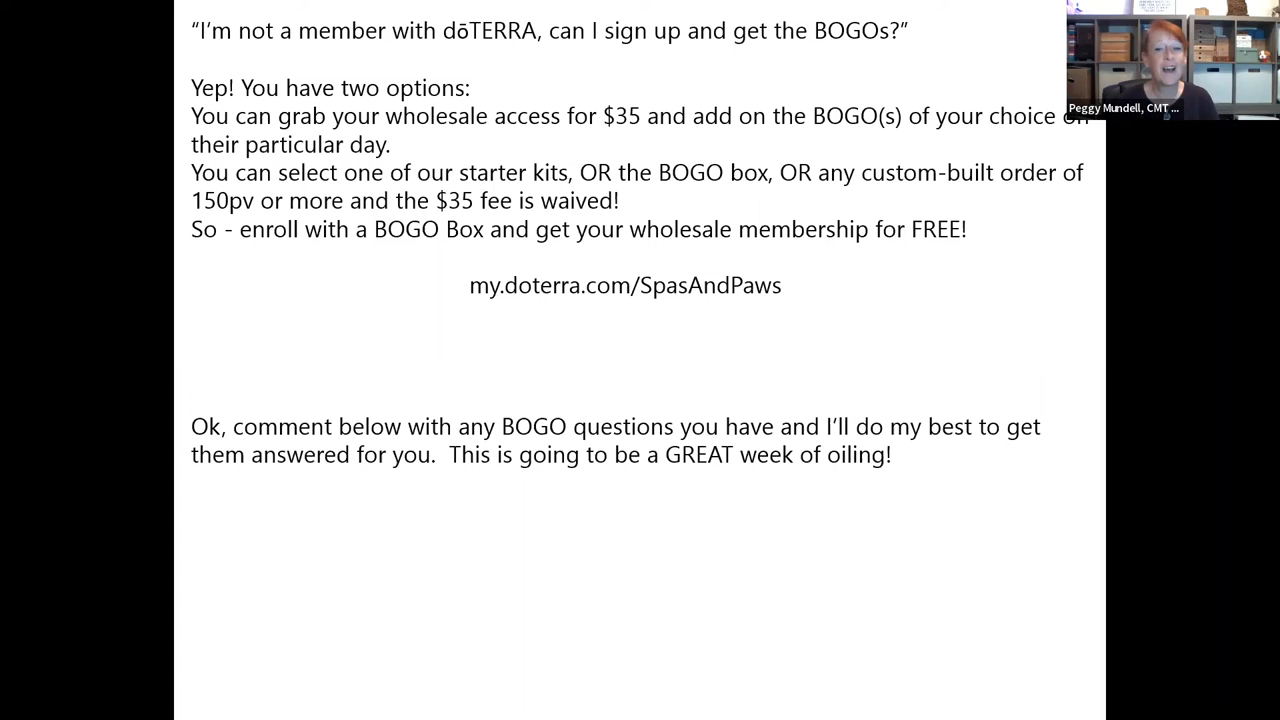 “I’m not a member with dōTERRA, can I sign up and get the BOGOs?”
Yep! You have two options:
You can grab your wholesale access for $35 and add on the BOGO(s) of your choice on
their particular day.
You can select one of our starter kits, OR the BOGO box, OR any custom-built order of
150pv or more and the $35 fee is waived!
So - enroll with a BOGO Box and get your wholesale membership for FREE!
my.doterra.com/SpasAndPaws
Ok, comment below with any BOGO questions you have and I’ll do my best to get
them answered for you.  This is going to be a GREAT week of oiling!
Peggy Mundell, CMT ...